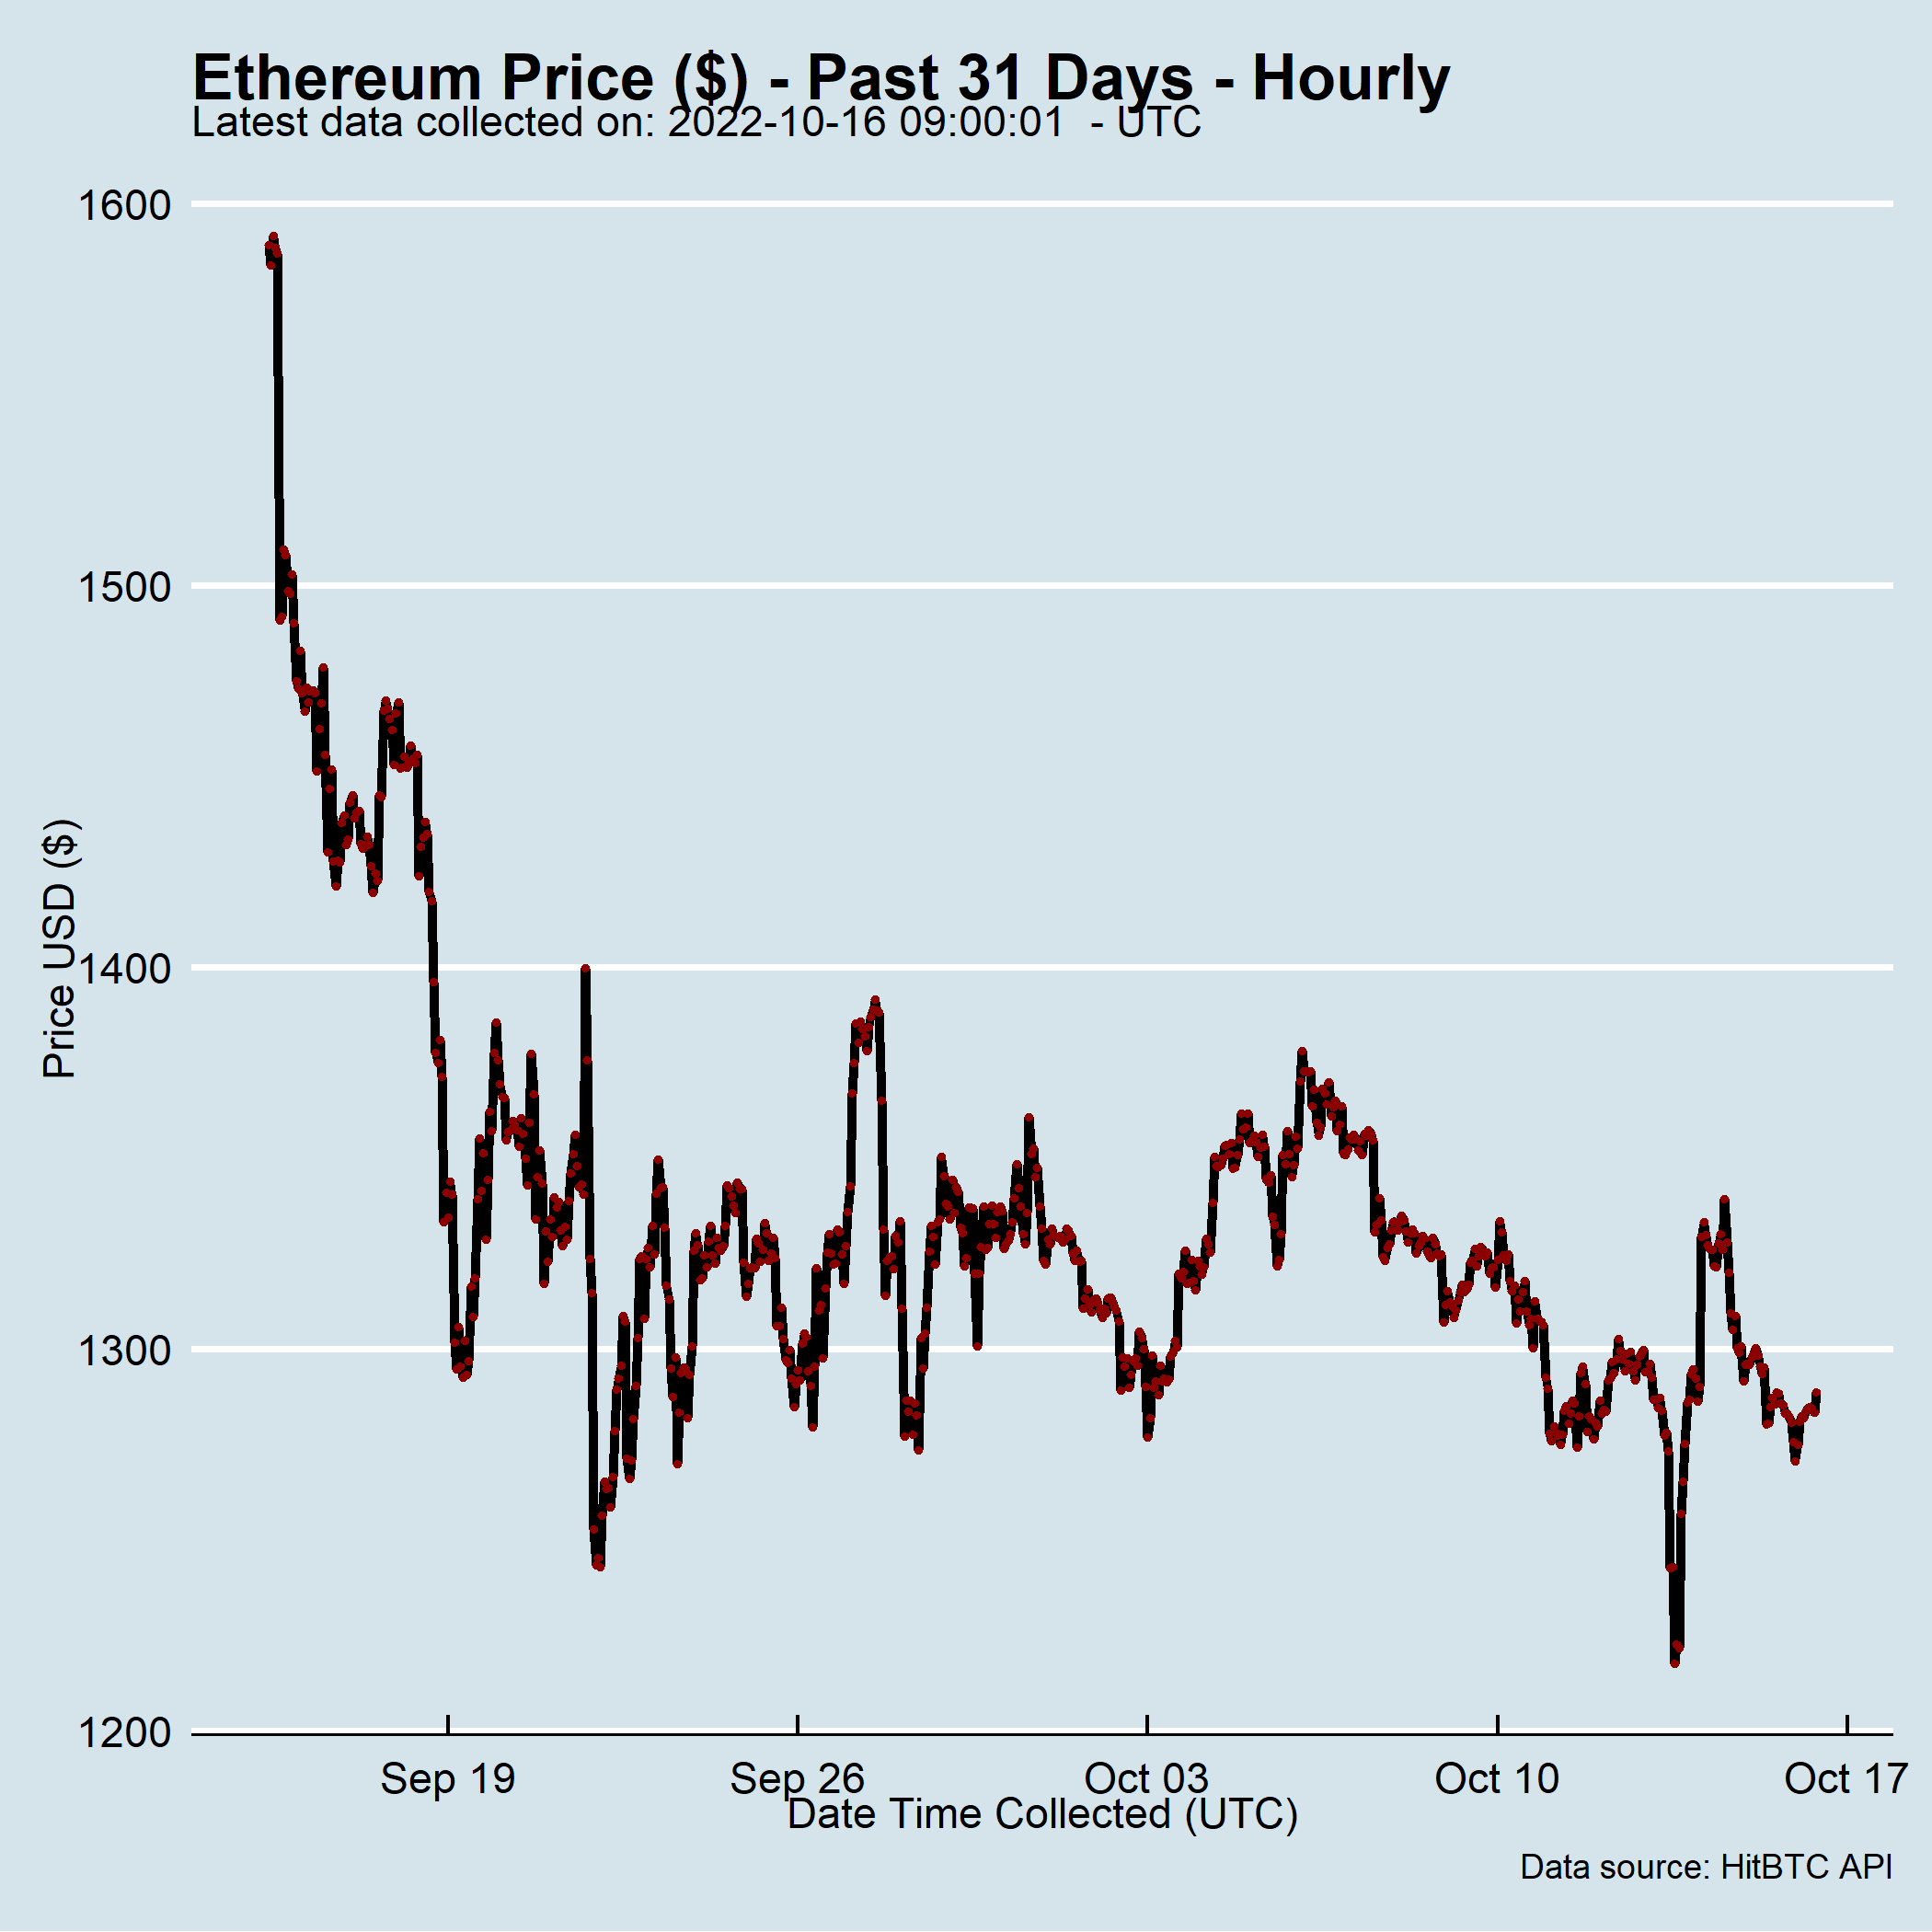 Ethereum Price ($) - Past 31 Days - Hourly
Latest data collected on: 2022-10-16 09:00:01  - UTC
1600
1500
1400
1300
1200
Price USD ($)
Sep 19
Sep 26
Oct 03
Oct 10
Oct 17
Date Time Collected (UTC)
Data source: HitBTC API